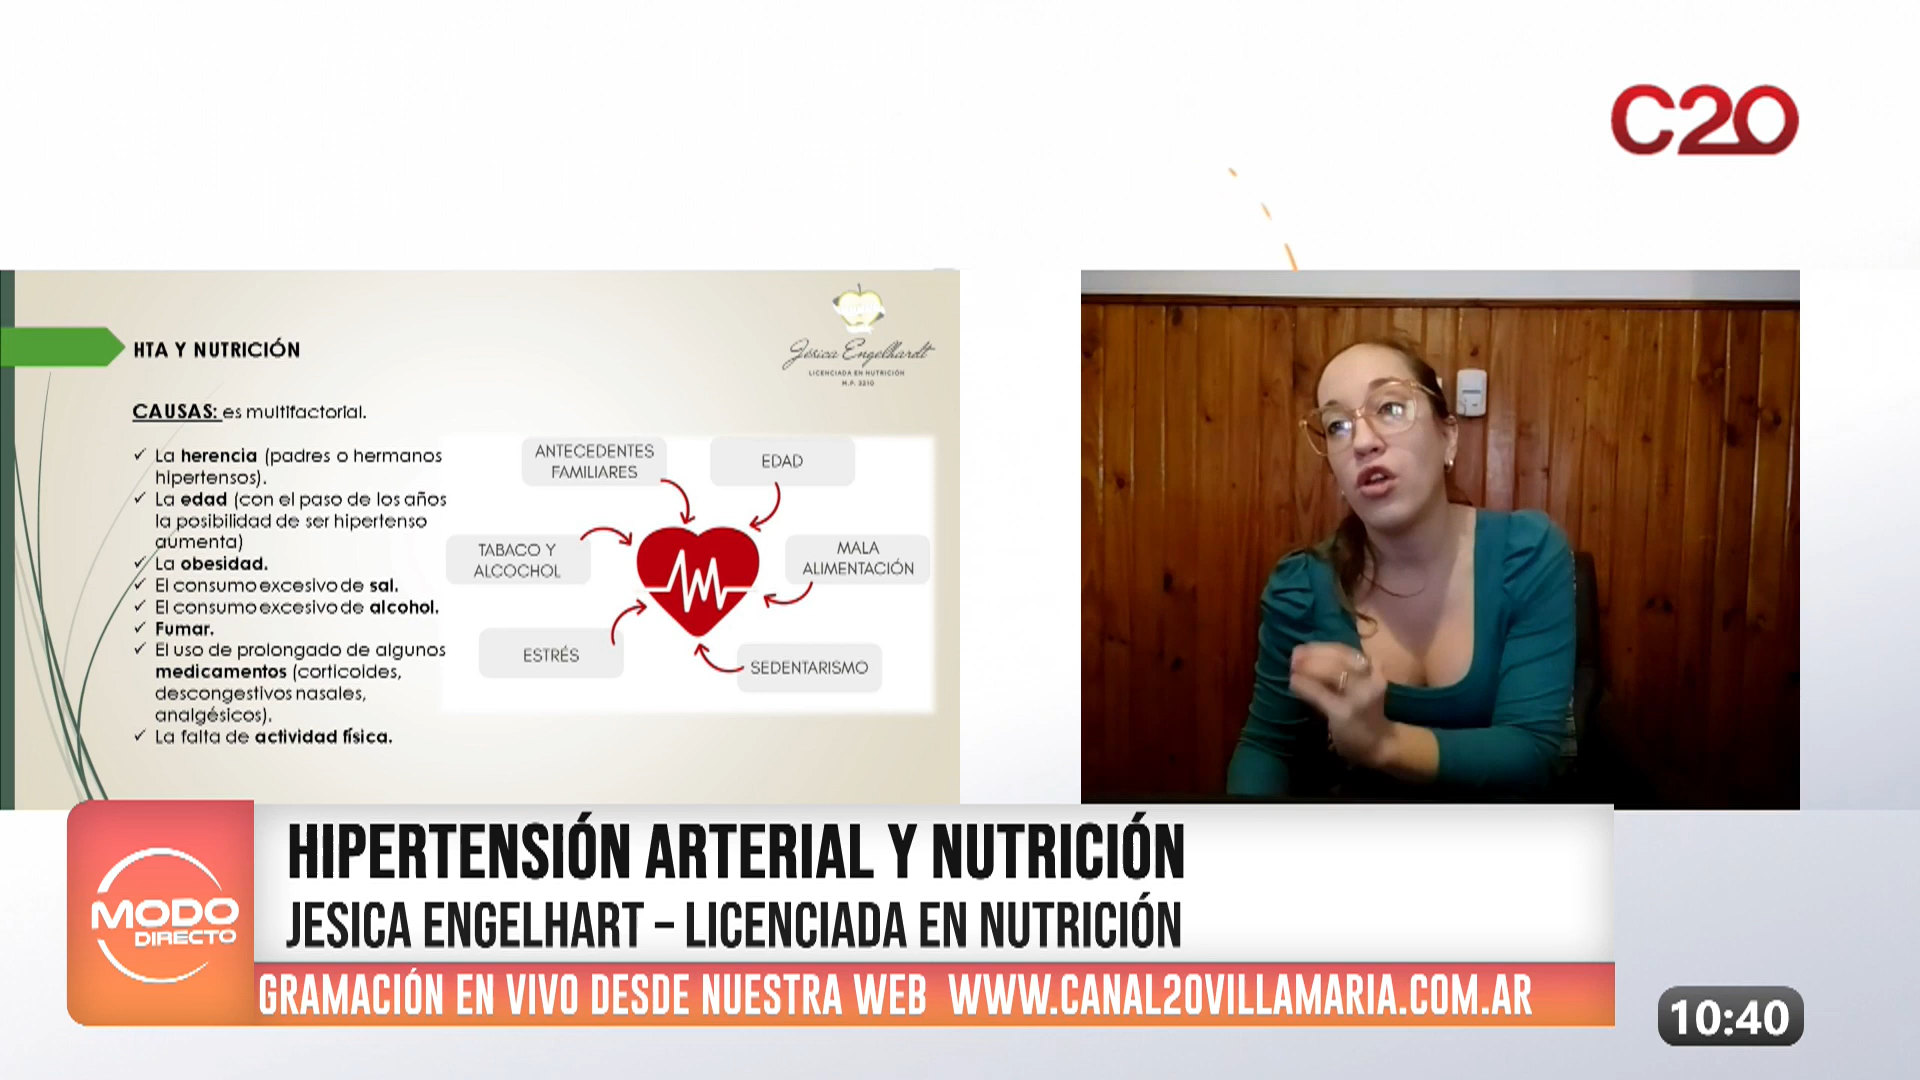 C20
Jesica Engelhardt
LICENCIADA EN NUTRICIÓN
M.P. 3210
HTA Y NUTRICIÓN
CAUSAS: es multifactorial.
✓ La herencia (padres o hermanos
hipertensos).
✓ La edad (con el paso de los años
la posibilidad de ser hipertenso
aumenta)
✓ La obesidad.
✓ El consumo excesivo de sal.
✓ El consumo excesivo de alcohol.
✓ Fumar.
✓ El uso de prolongado de algunos
medicamentos (corticoides,
descongestivos nasales,
analgésicos).
✓ La falta de actividad física.
ANTECEDENTES
FAMILIARES
EDAD
TABACO Y
ALCOCHOL
MALA
ALIMENTACIÓN
ESTRÉS
SEDENTARISMO
MODO
DIRECTO
HIPERTENSIÓN ARTERIAL Y NUTRICIÓN
JESICA ENGELHART – LICENCIADA EN NUTRICIÓN
GRAMACIÓN EN VIVO DESDE NUESTRA WEB WWW.CANAL20VILLAMARIA.COM.AR
10:40